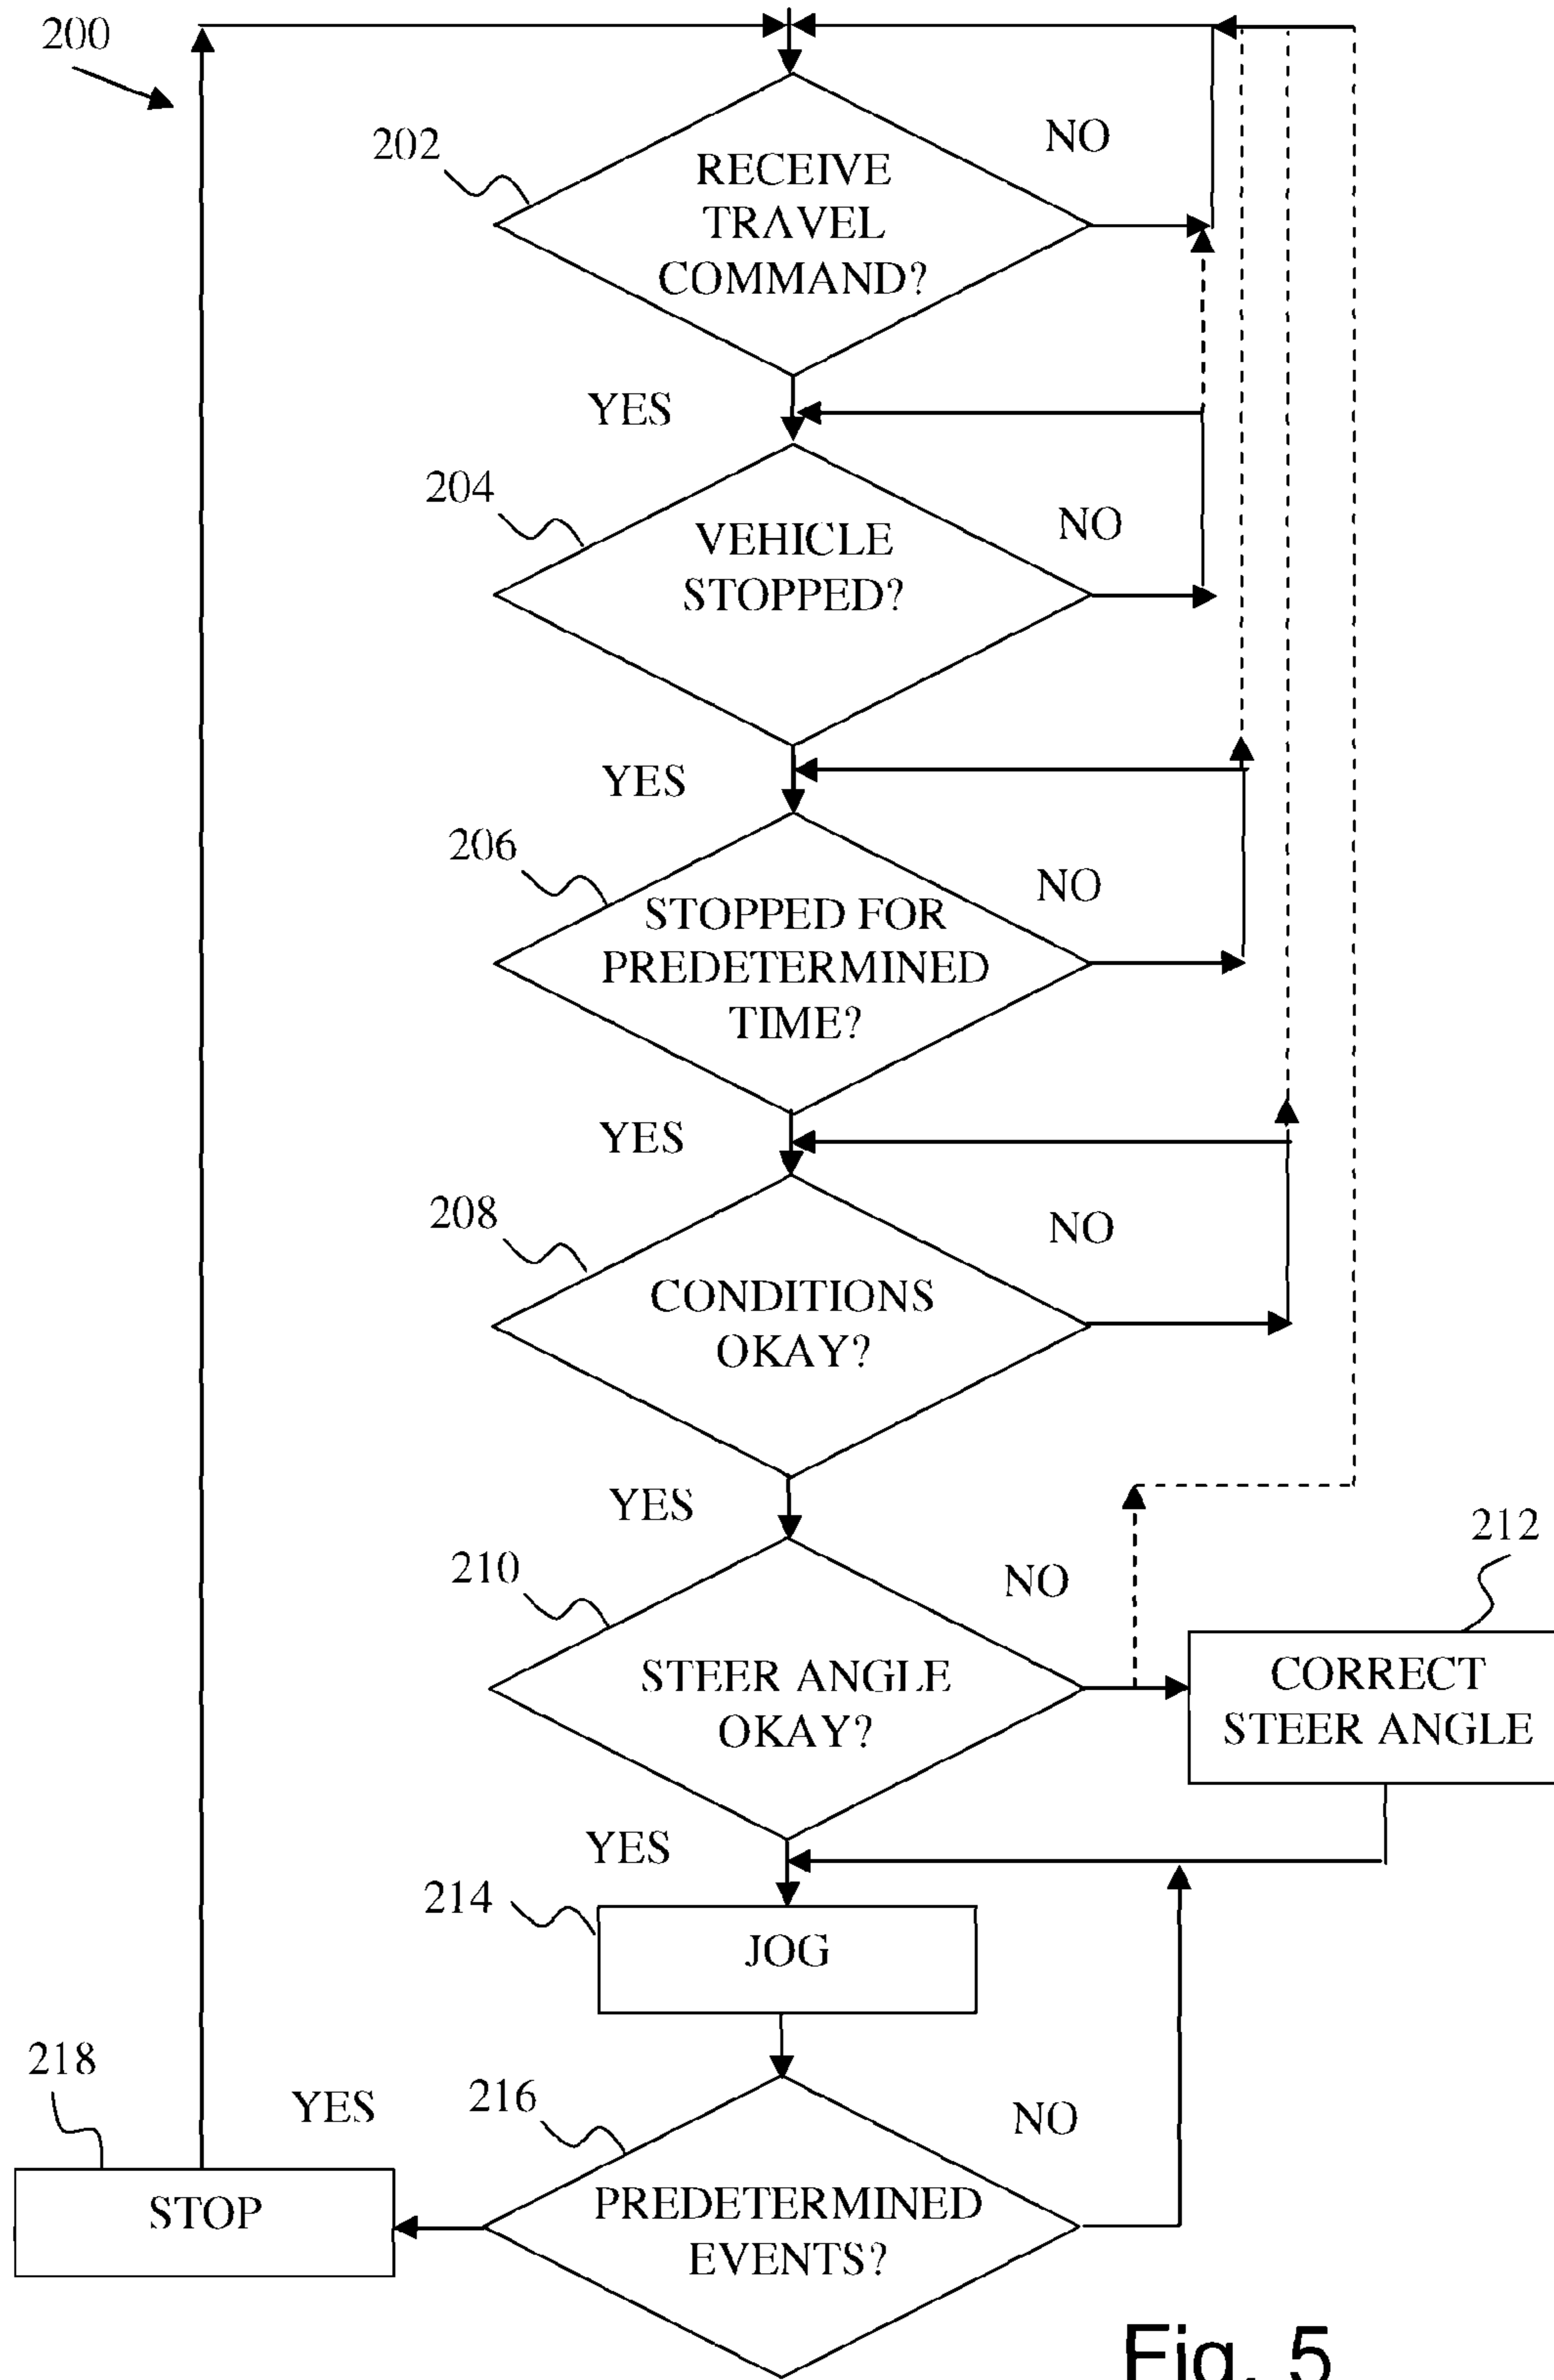 200
202
RECEIVE
TRAVEL
COMMAND?
NO
YES
204
VEHICLE
STOPPED?
NO
YES
206
STOPPED FOR
PREDETERMINED
TIME?
NO
YES
208
CONDITIONS
OKAY?
NO
YES
210
STEER ANGLE
OKAY?
NO
212
CORRECT
STEER ANGLE
YES
214
JOG
218
YES
216
NO
STOP
PREDETERMINED
EVENTS?
Fig. 5